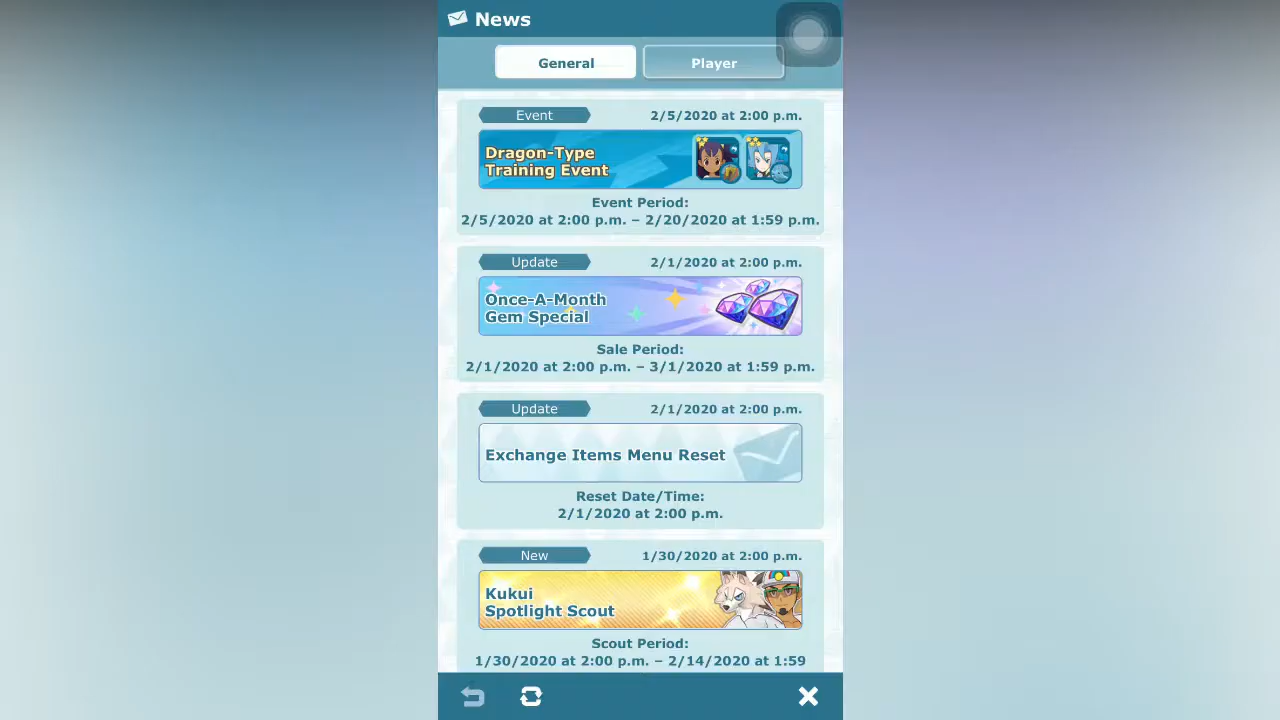 News
General
Player
Event
2/5/2020 at 2:00 p.m.
Dragon-Type
Training Event
Event Period:
2/5/2020 at 2:00 p.m. – 2/20/2020 at 1:59 p.m.
Update
2/1/2020 at 2:00 p.m.
Once-A-Month
Gem Special
Sale Period:
2/1/2020 at 2:00 p.m. – 3/1/2020 at 1:59 p.m.
Update
2/1/2020 at 2:00 p.m.
Exchange Items Menu Reset
Reset Date/Time:
2/1/2020 at 2:00 p.m.
New
1/30/2020 at 2:00 p.m.
Kukui
Spotlight Scout
Scout Period:
1/30/2020 at 2:00 p.m. – 2/14/2020 at 1:59